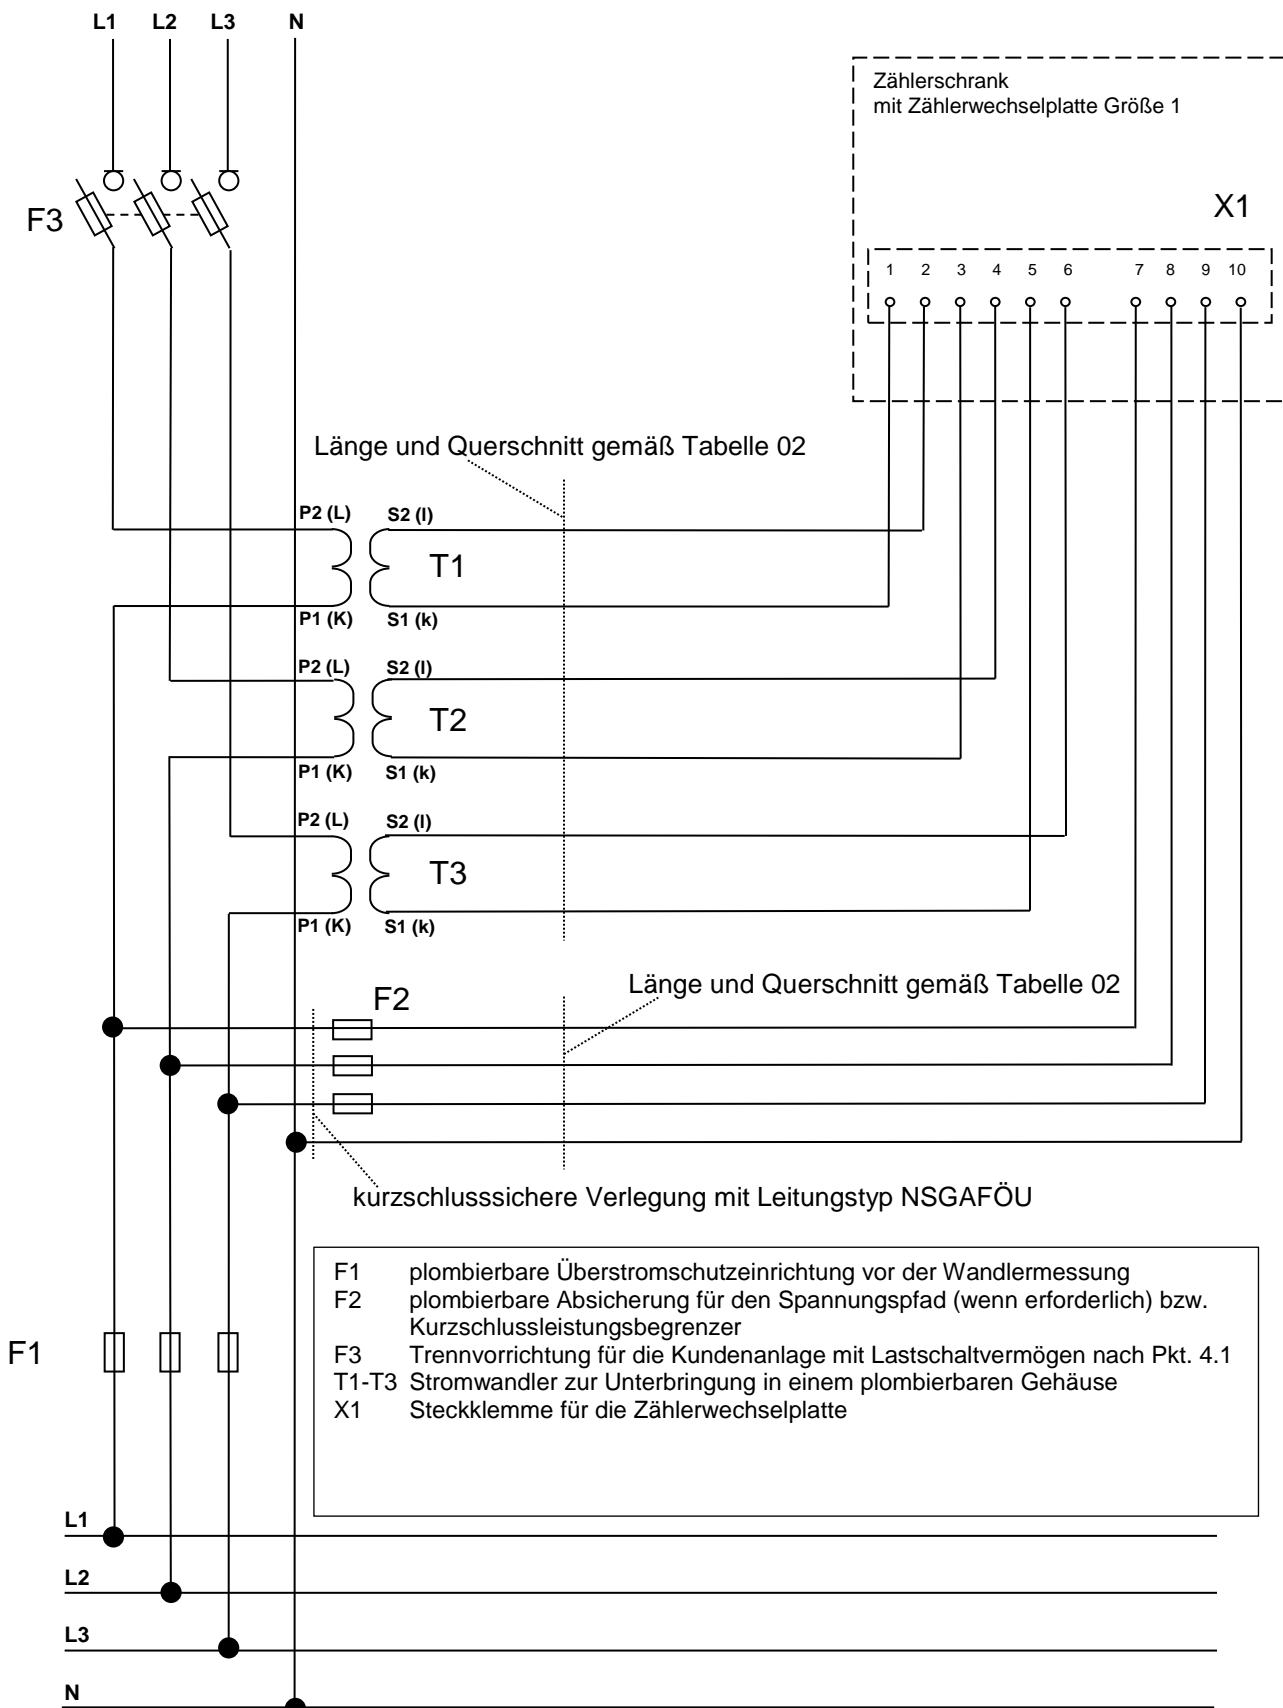 L1 L2 L3 N
Zählerschrank
mit Zählerwechselplatte Größe 1
F3
X1
1 2 3 4 5 6 7 8 9 10
Länge und Querschnitt gemäß Tabelle 02
P2 (L) S2 (l)
T1
P1 (K) S1 (k)
P2 (L) S2 (l)
T2
P1 (K) S1 (k)
P2 (L) S2 (l)
T3
P1 (K) S1 (k)
Länge und Querschnitt gemäß Tabelle 02
F2
kurzschlusssichere Verlegung mit Leitungstyp NSGAFÖU
F1 plombierbare Überstromschutzeinrichtung vor der Wandlermessung
F2 plombierbare Absicherung für den Spannungspfad (wenn erforderlich) bzw.
Kurzschlussleistungsbegrenzer
F3 Trennvorrichtung für die Kundenanlage mit Lastschaltvermögen nach Pkt. 4.1
T1-T3 Stromwandler zur Unterbringung in einem plombierbaren Gehäuse
X1 Steckklemme für die Zählerwechselplatte
F1
L1
L2
L3
N